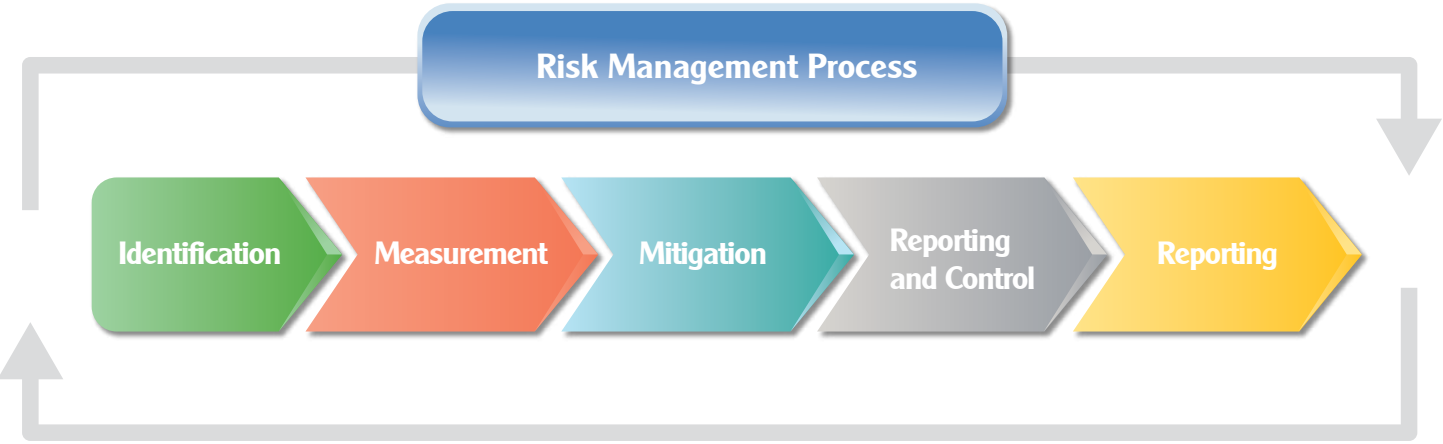 Risk Management Process
Identification
Measurement
Mitigation
Reporting
and Control
Reporting